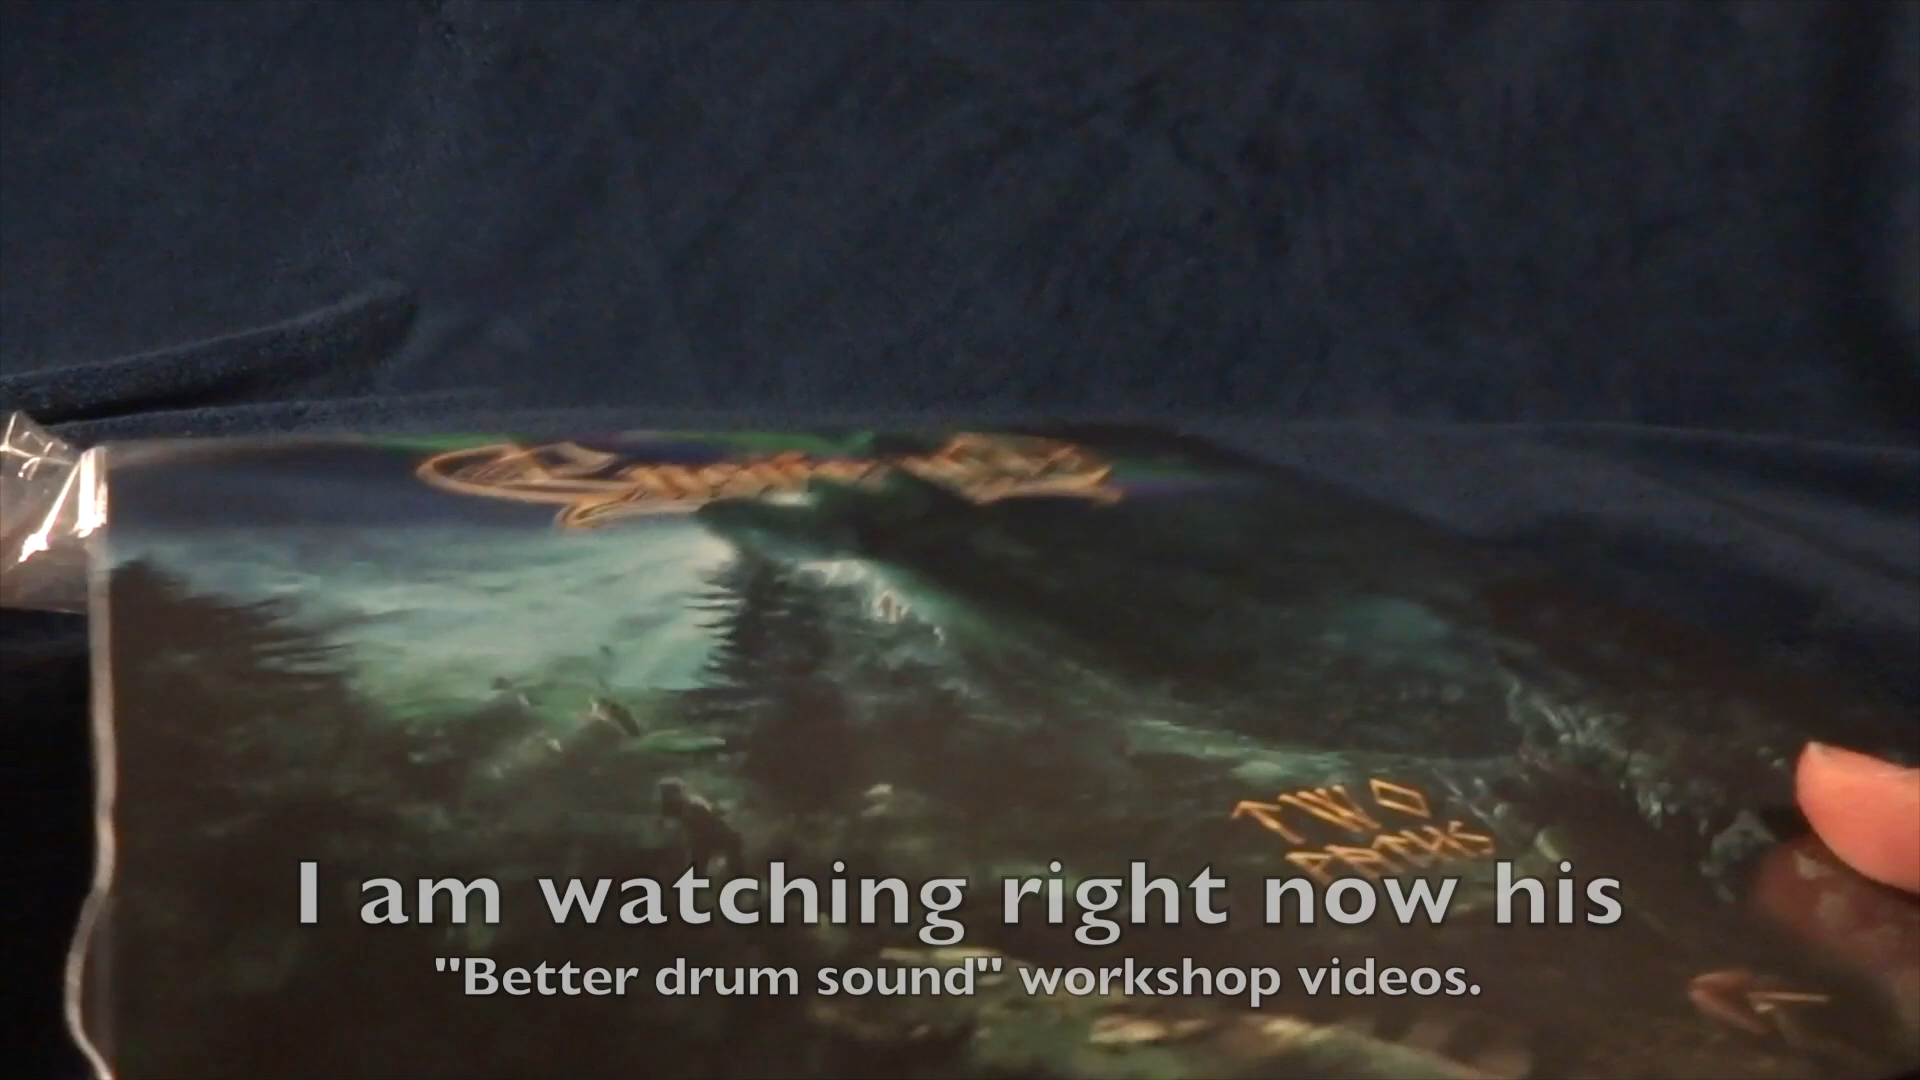 TWO
PATHS
I am watching right now his
"Better drum sound" workshop videos.